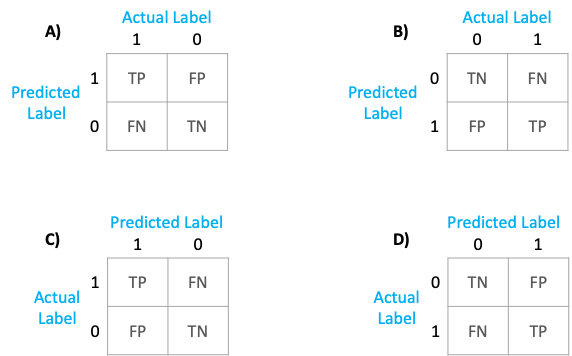 A)
Actual Label
1 0
Predicted Label
1 TP FP
0 FN TN
B)
Actual Label
0 1
Predicted Label
0 TN FN
1 FP TP
C)
Predicted Label
1 0
Actual Label
1 TP FN
0 FP TN
D)
Predicted Label
0 1
Actual Label
0 TN FP
1 FN TP